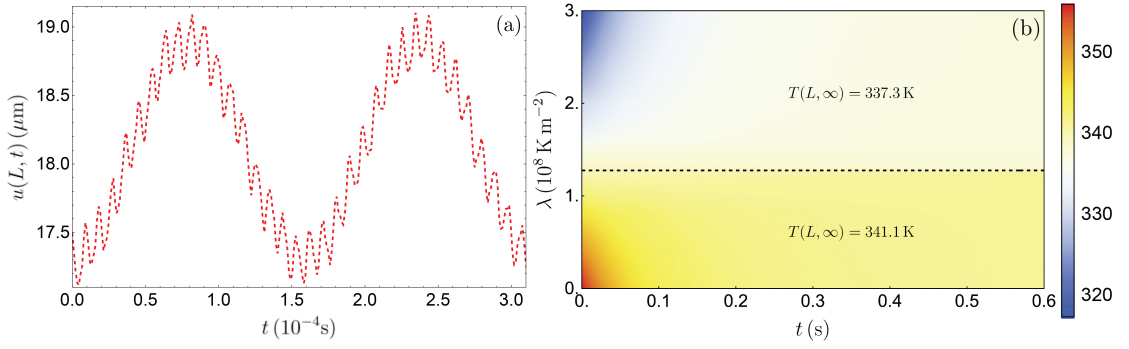 (a)
19.0
18.5
18.0
17.5
u(L, t) (μm)
0.0 0.5 1.0 1.5 2.0 2.5 3.0
t (10⁻⁴s)
(b)
3.
2.
1.
0
λ (10⁸ K m⁻²)
T(L, ∞) = 337.3 K
T(L, ∞) = 341.1 K
0. 0.1 0.2 0.3 0.4 0.5 0.6
t (s)
350
340
330
320